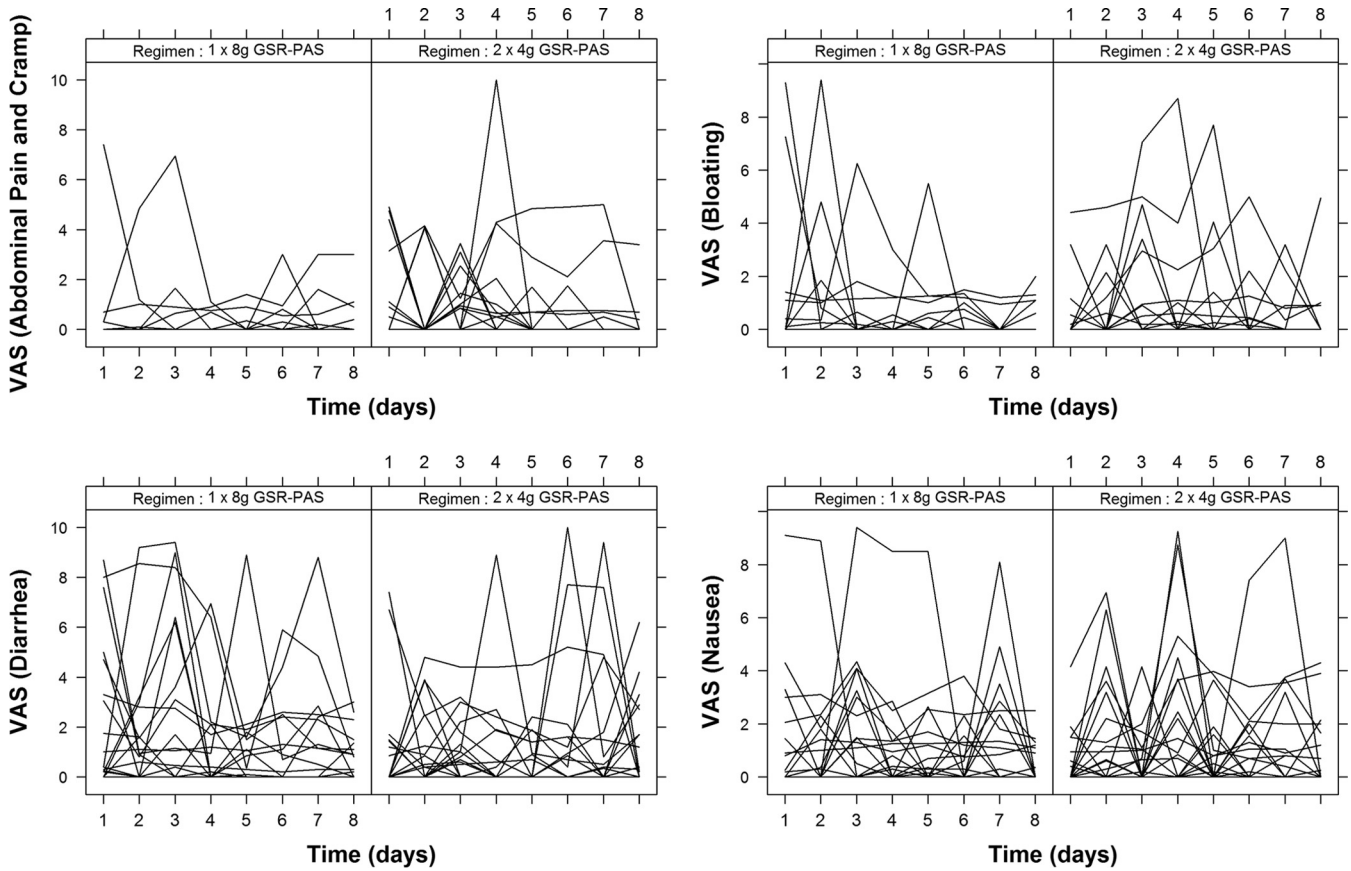 1 2 3 4 5 6 7 8
Regimen : 1 x 8g GSR-PAS
Regimen : 2 x 4g GSR-PAS
VAS (Abdominal Pain and Cramp)
10
8
6
4
2
0
1 2 3 4 5 6 7 8
Time (days)
1 2 3 4 5 6 7 8
Regimen : 1 x 8g GSR-PAS
Regimen : 2 x 4g GSR-PAS
VAS (Bloating)
8
6
4
2
0
1 2 3 4 5 6 7 8
Time (days)
1 2 3 4 5 6 7 8
Regimen : 1 x 8g GSR-PAS
Regimen : 2 x 4g GSR-PAS
VAS (Diarrhea)
10
8
6
4
2
0
1 2 3 4 5 6 7 8
Time (days)
1 2 3 4 5 6 7 8
Regimen : 1 x 8g GSR-PAS
Regimen : 2 x 4g GSR-PAS
VAS (Nausea)
8
6
4
2
0
1 2 3 4 5 6 7 8
Time (days)